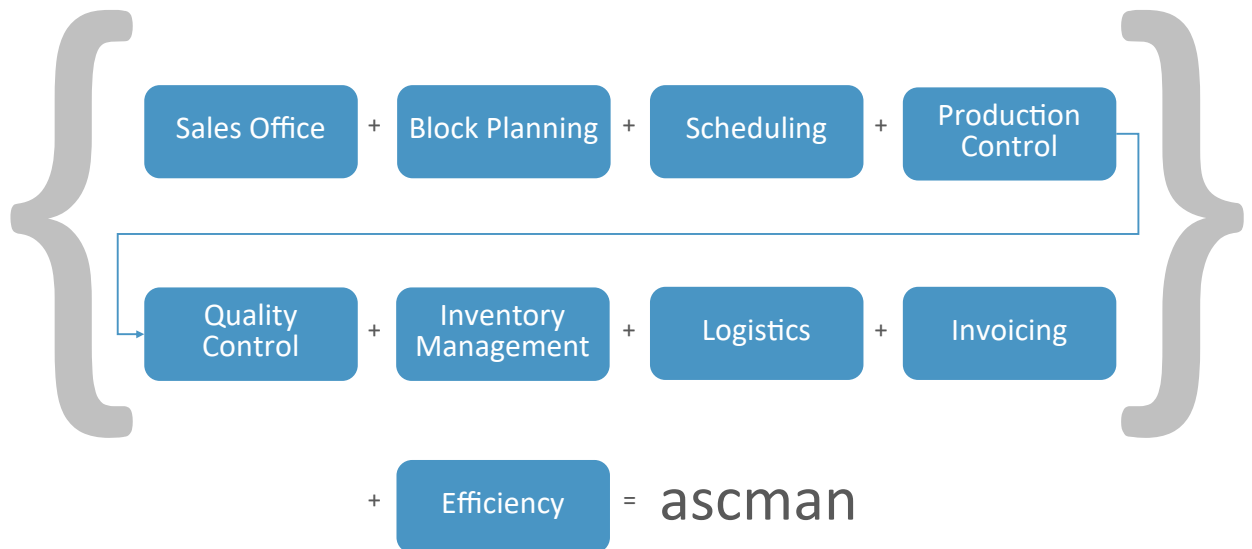 Sales Office + Block Planning + Scheduling + Production
Control
Quality
Control + Inventory
Management + Logistics + Invoicing
+ Efficiency = ascman